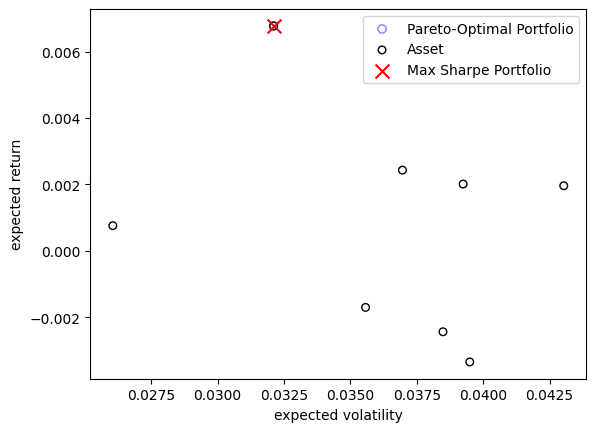 Pareto-Optimal Portfolio
Asset
Max Sharpe Portfolio
expected return
0.006
0.004
0.002
0.000
−0.002
0.0275
0.0300
0.0325
0.0350
0.0375
0.0400
0.0425
expected volatility